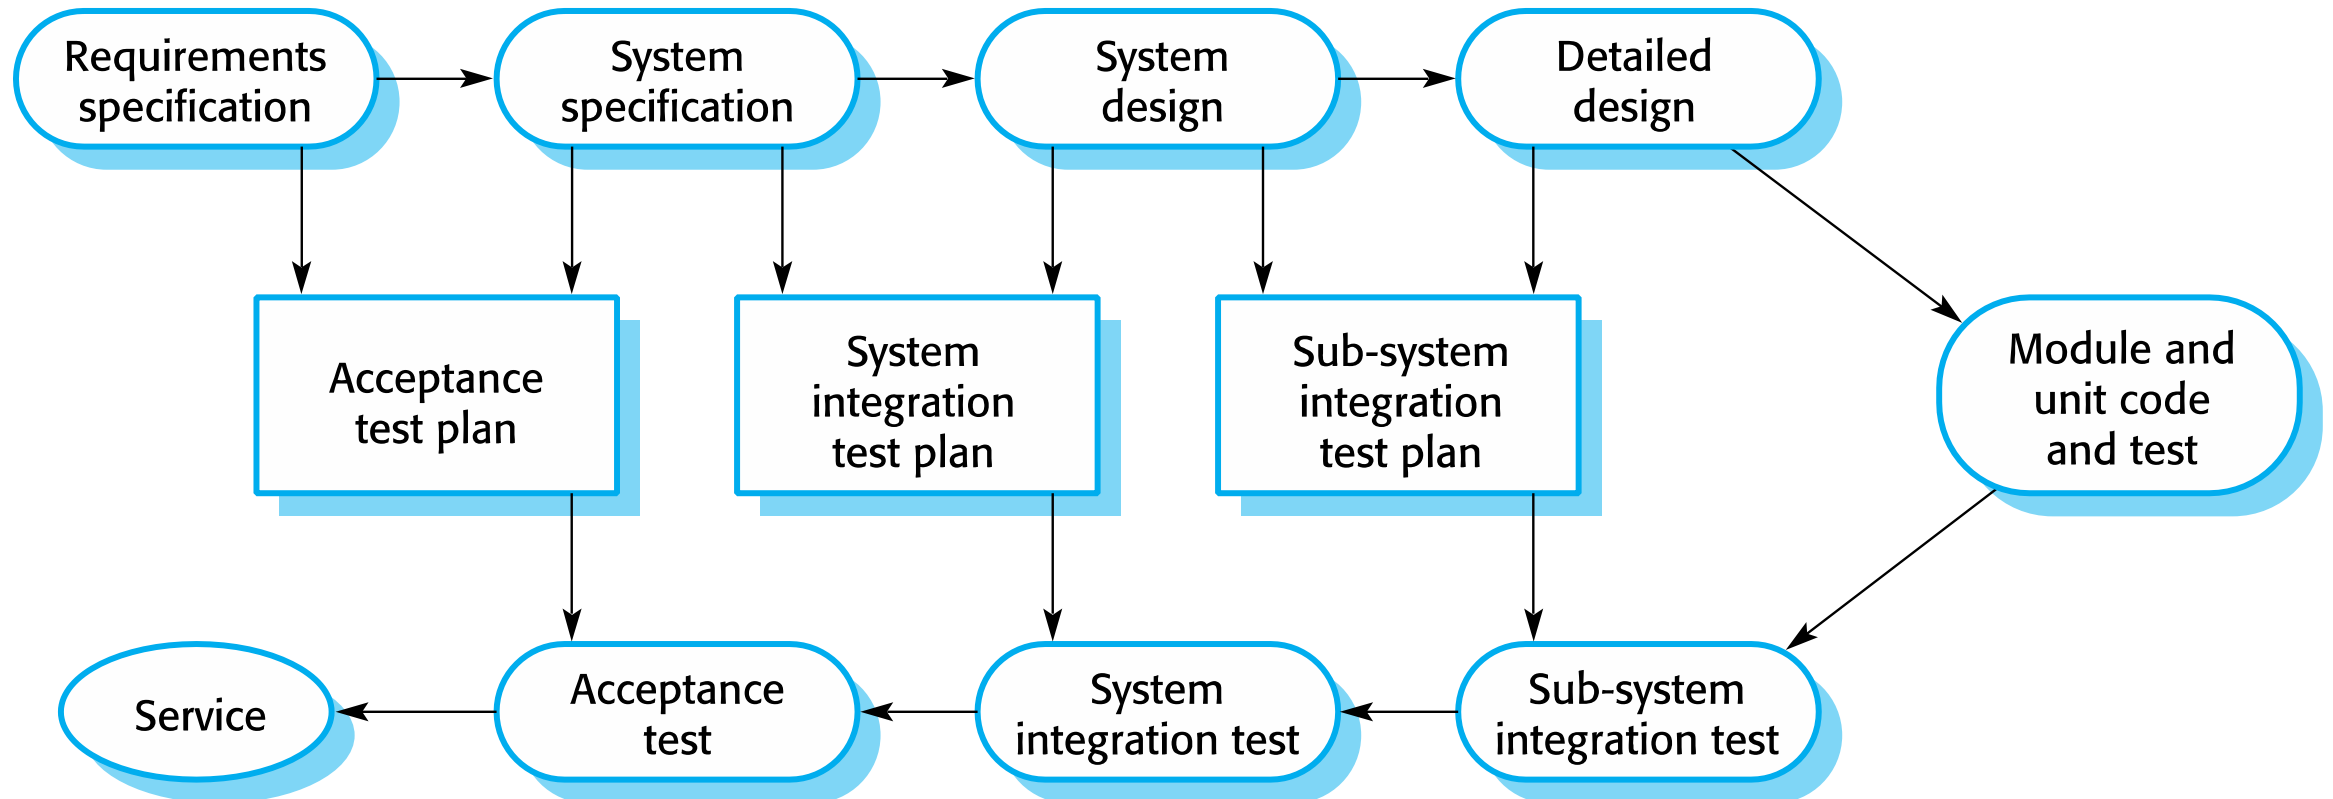 Requirements
specification
System
specification
System
design
Detailed
design
Acceptance
test plan
System
integration
test plan
Sub-system
integration
test plan
Module and
unit code
and test
Service
Acceptance
test
System
integration test
Sub-system
integration test